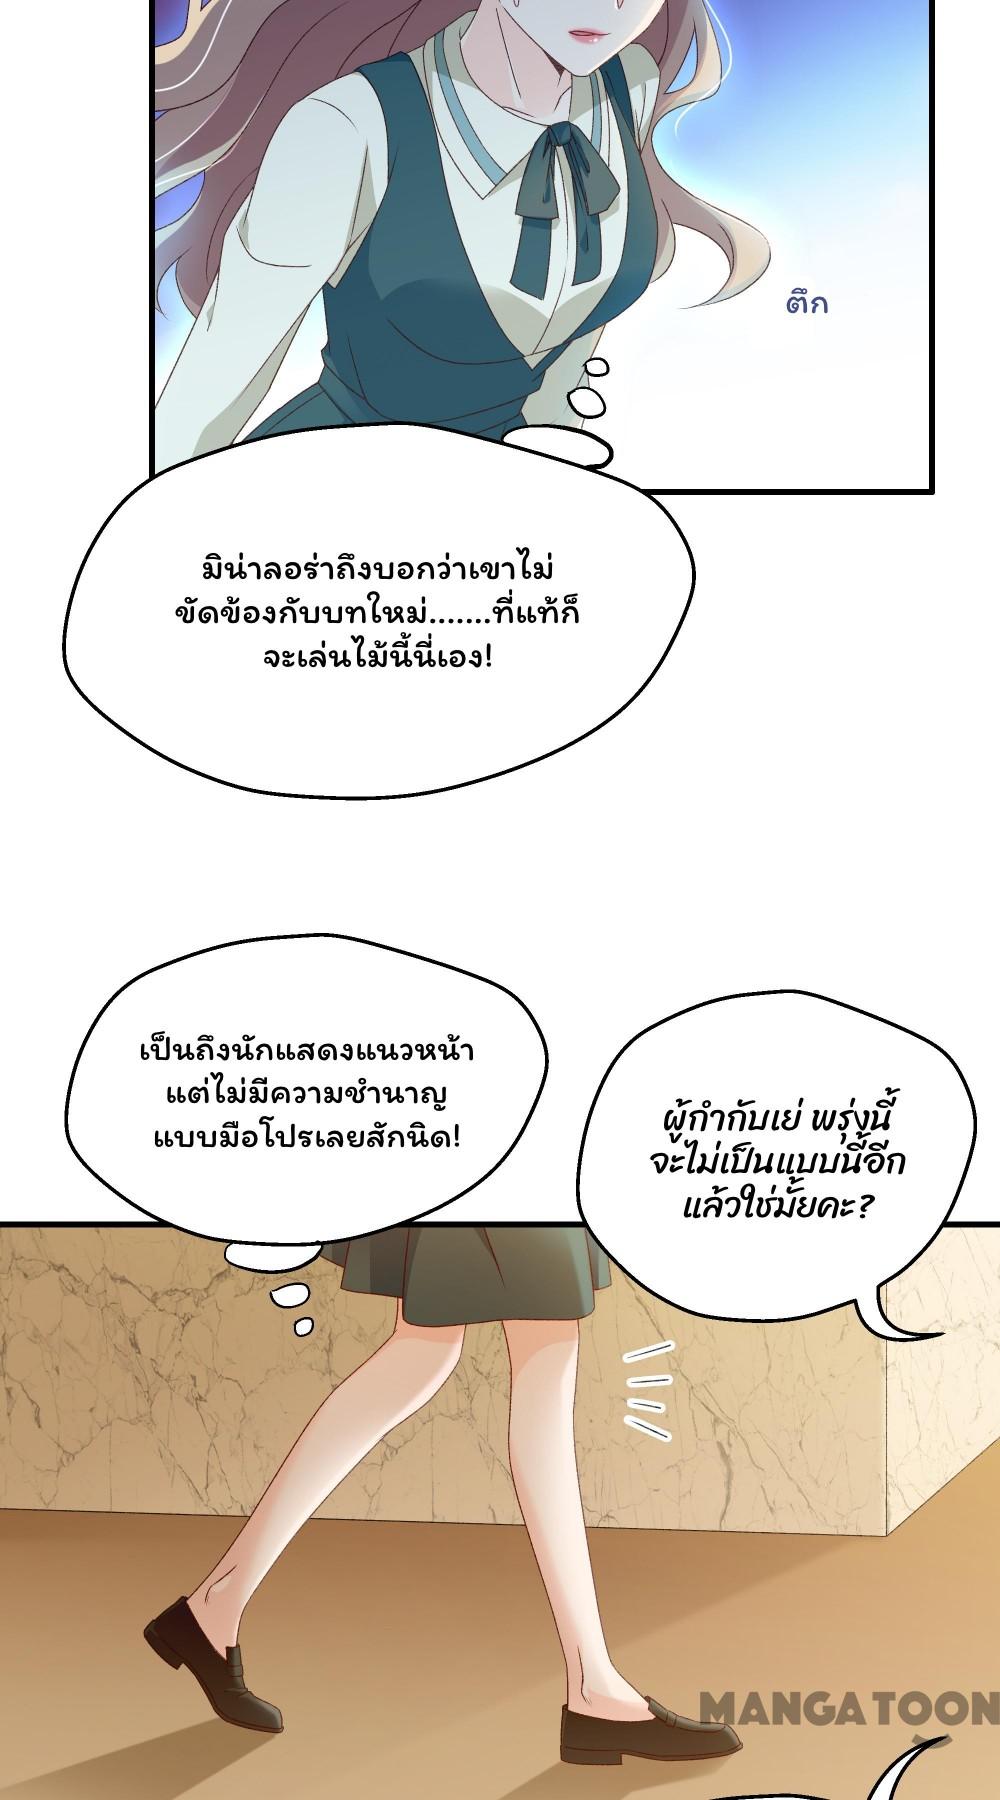 ตึก
มิน่าลอร่าถึงบอกว่าเขาไม่
ขัดข้องกับบทใหม่.......ที่แท้ก็
จะเล่นไม้นี้นี่เอง!
เป็นถึงนักแสดงแนวหน้า
แต่ไม่มีความชำนาญ
แบบมือโปรเลยสักนิด!
ผู้กำกับเย่ พรุ่งนี้
จะไม่เป็นแบบนี้อีก
แล้วใช่มั้ยคะ?
MANGATOON